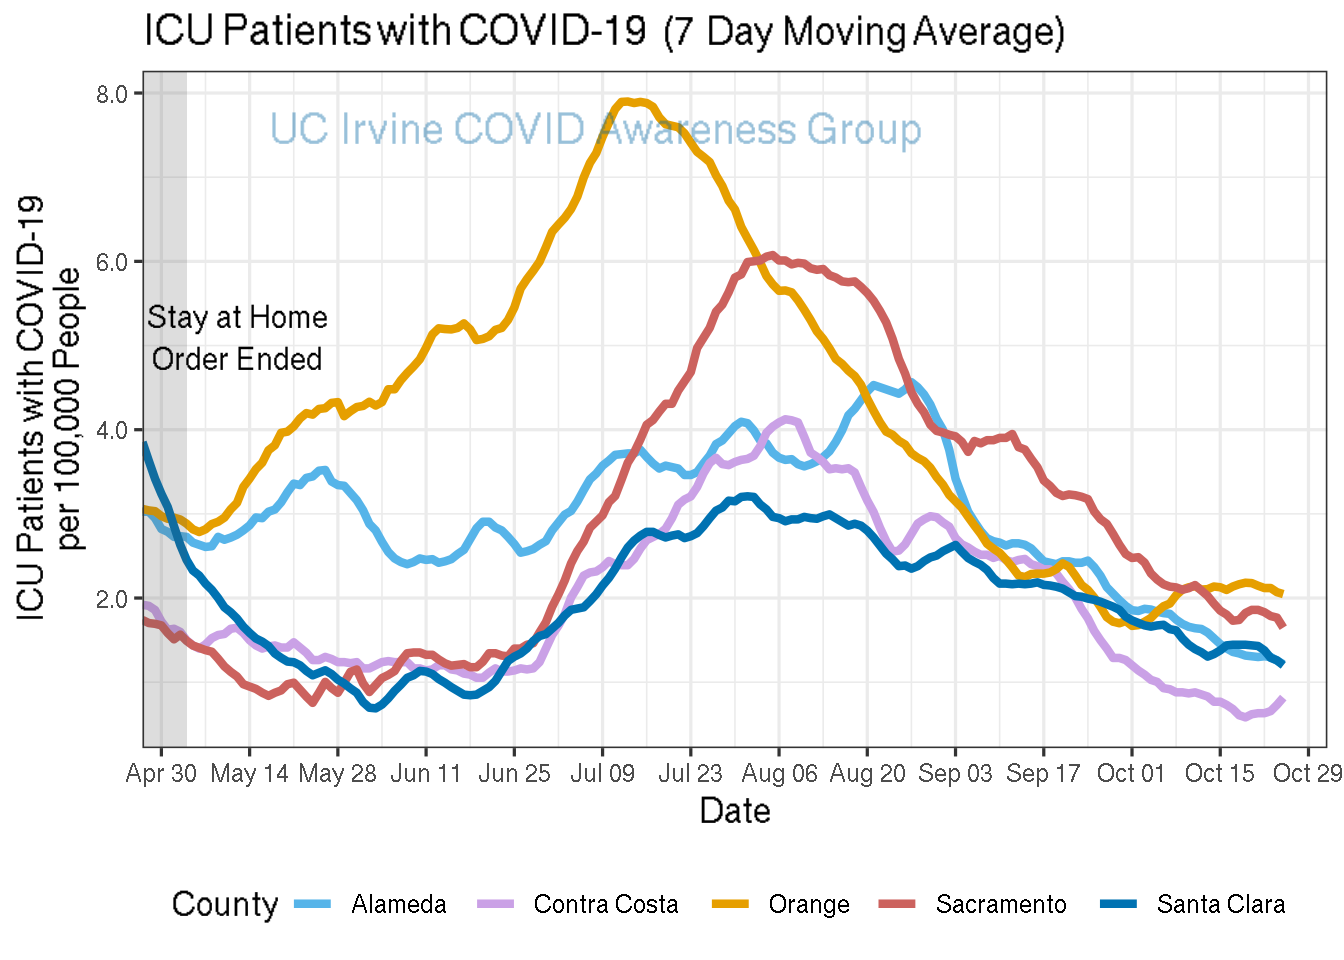 ICU Patients with COVID-19 (7 Day Moving Average)
UC Irvine COVID Awareness Group
ICU Patients with COVID-19
per 100,000 People
8.0
6.0
4.0
2.0
Stay at Home
Order Ended
Apr 30 May 14 May 28 Jun 11 Jun 25 Jul 09 Jul 23 Aug 06 Aug 20 Sep 03 Sep 17 Oct 01 Oct 15 Oct 29
Date
County Alameda Contra Costa Orange Sacramento Santa Clara